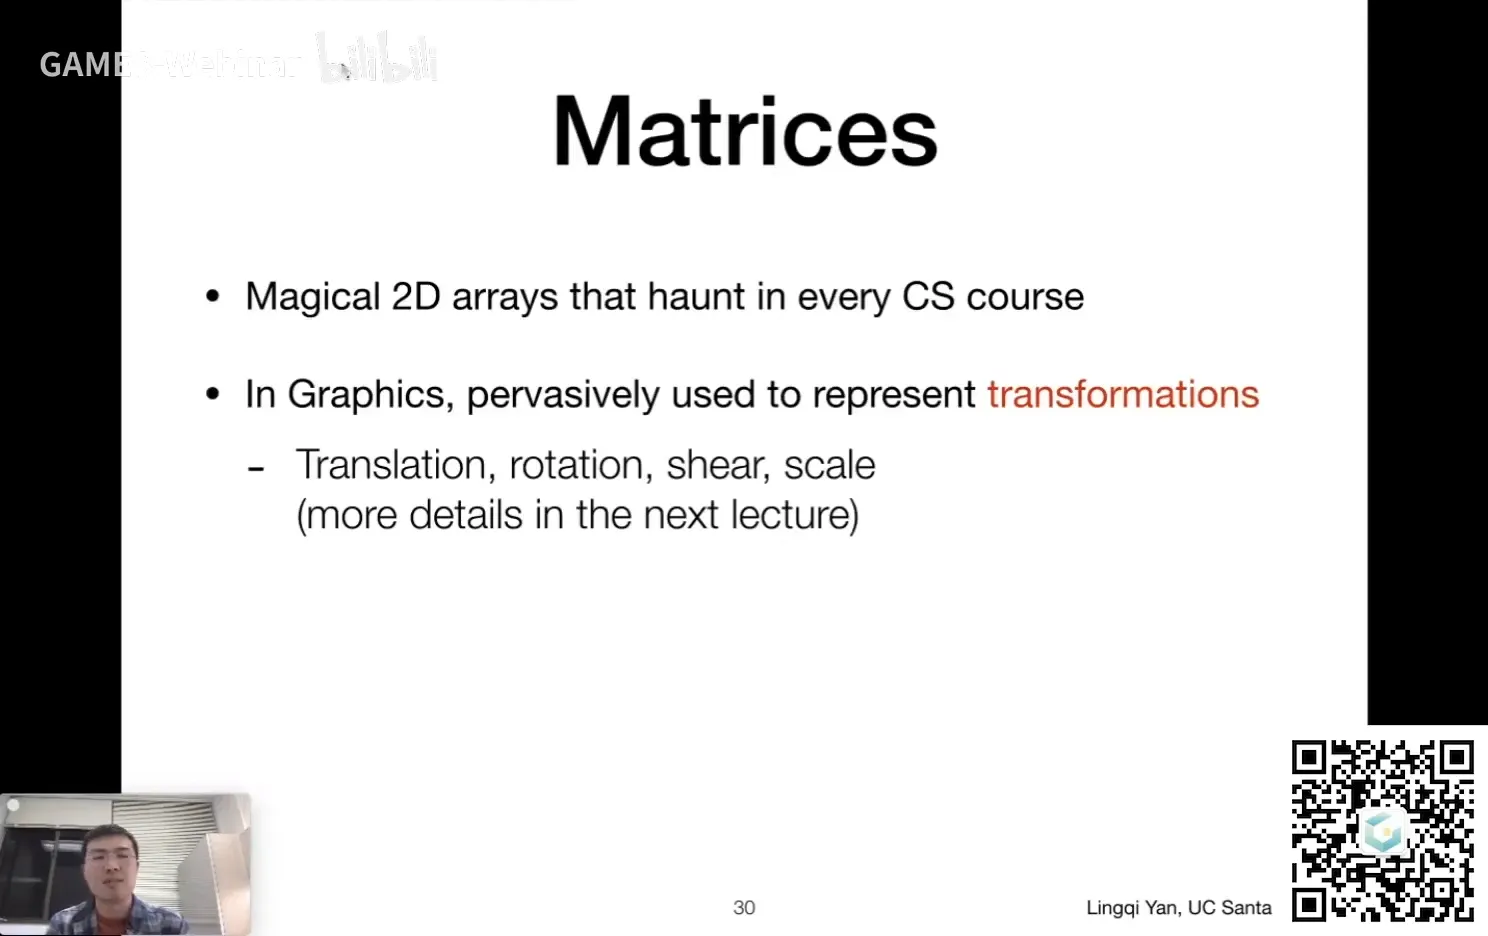 GAMES-Webinar bilibili
Matrices
• Magical 2D arrays that haunt in every CS course
• In Graphics, pervasively used to represent transformations
- Translation, rotation, shear, scale
(more details in the next lecture)
30
Lingqi Yan, UC Santa